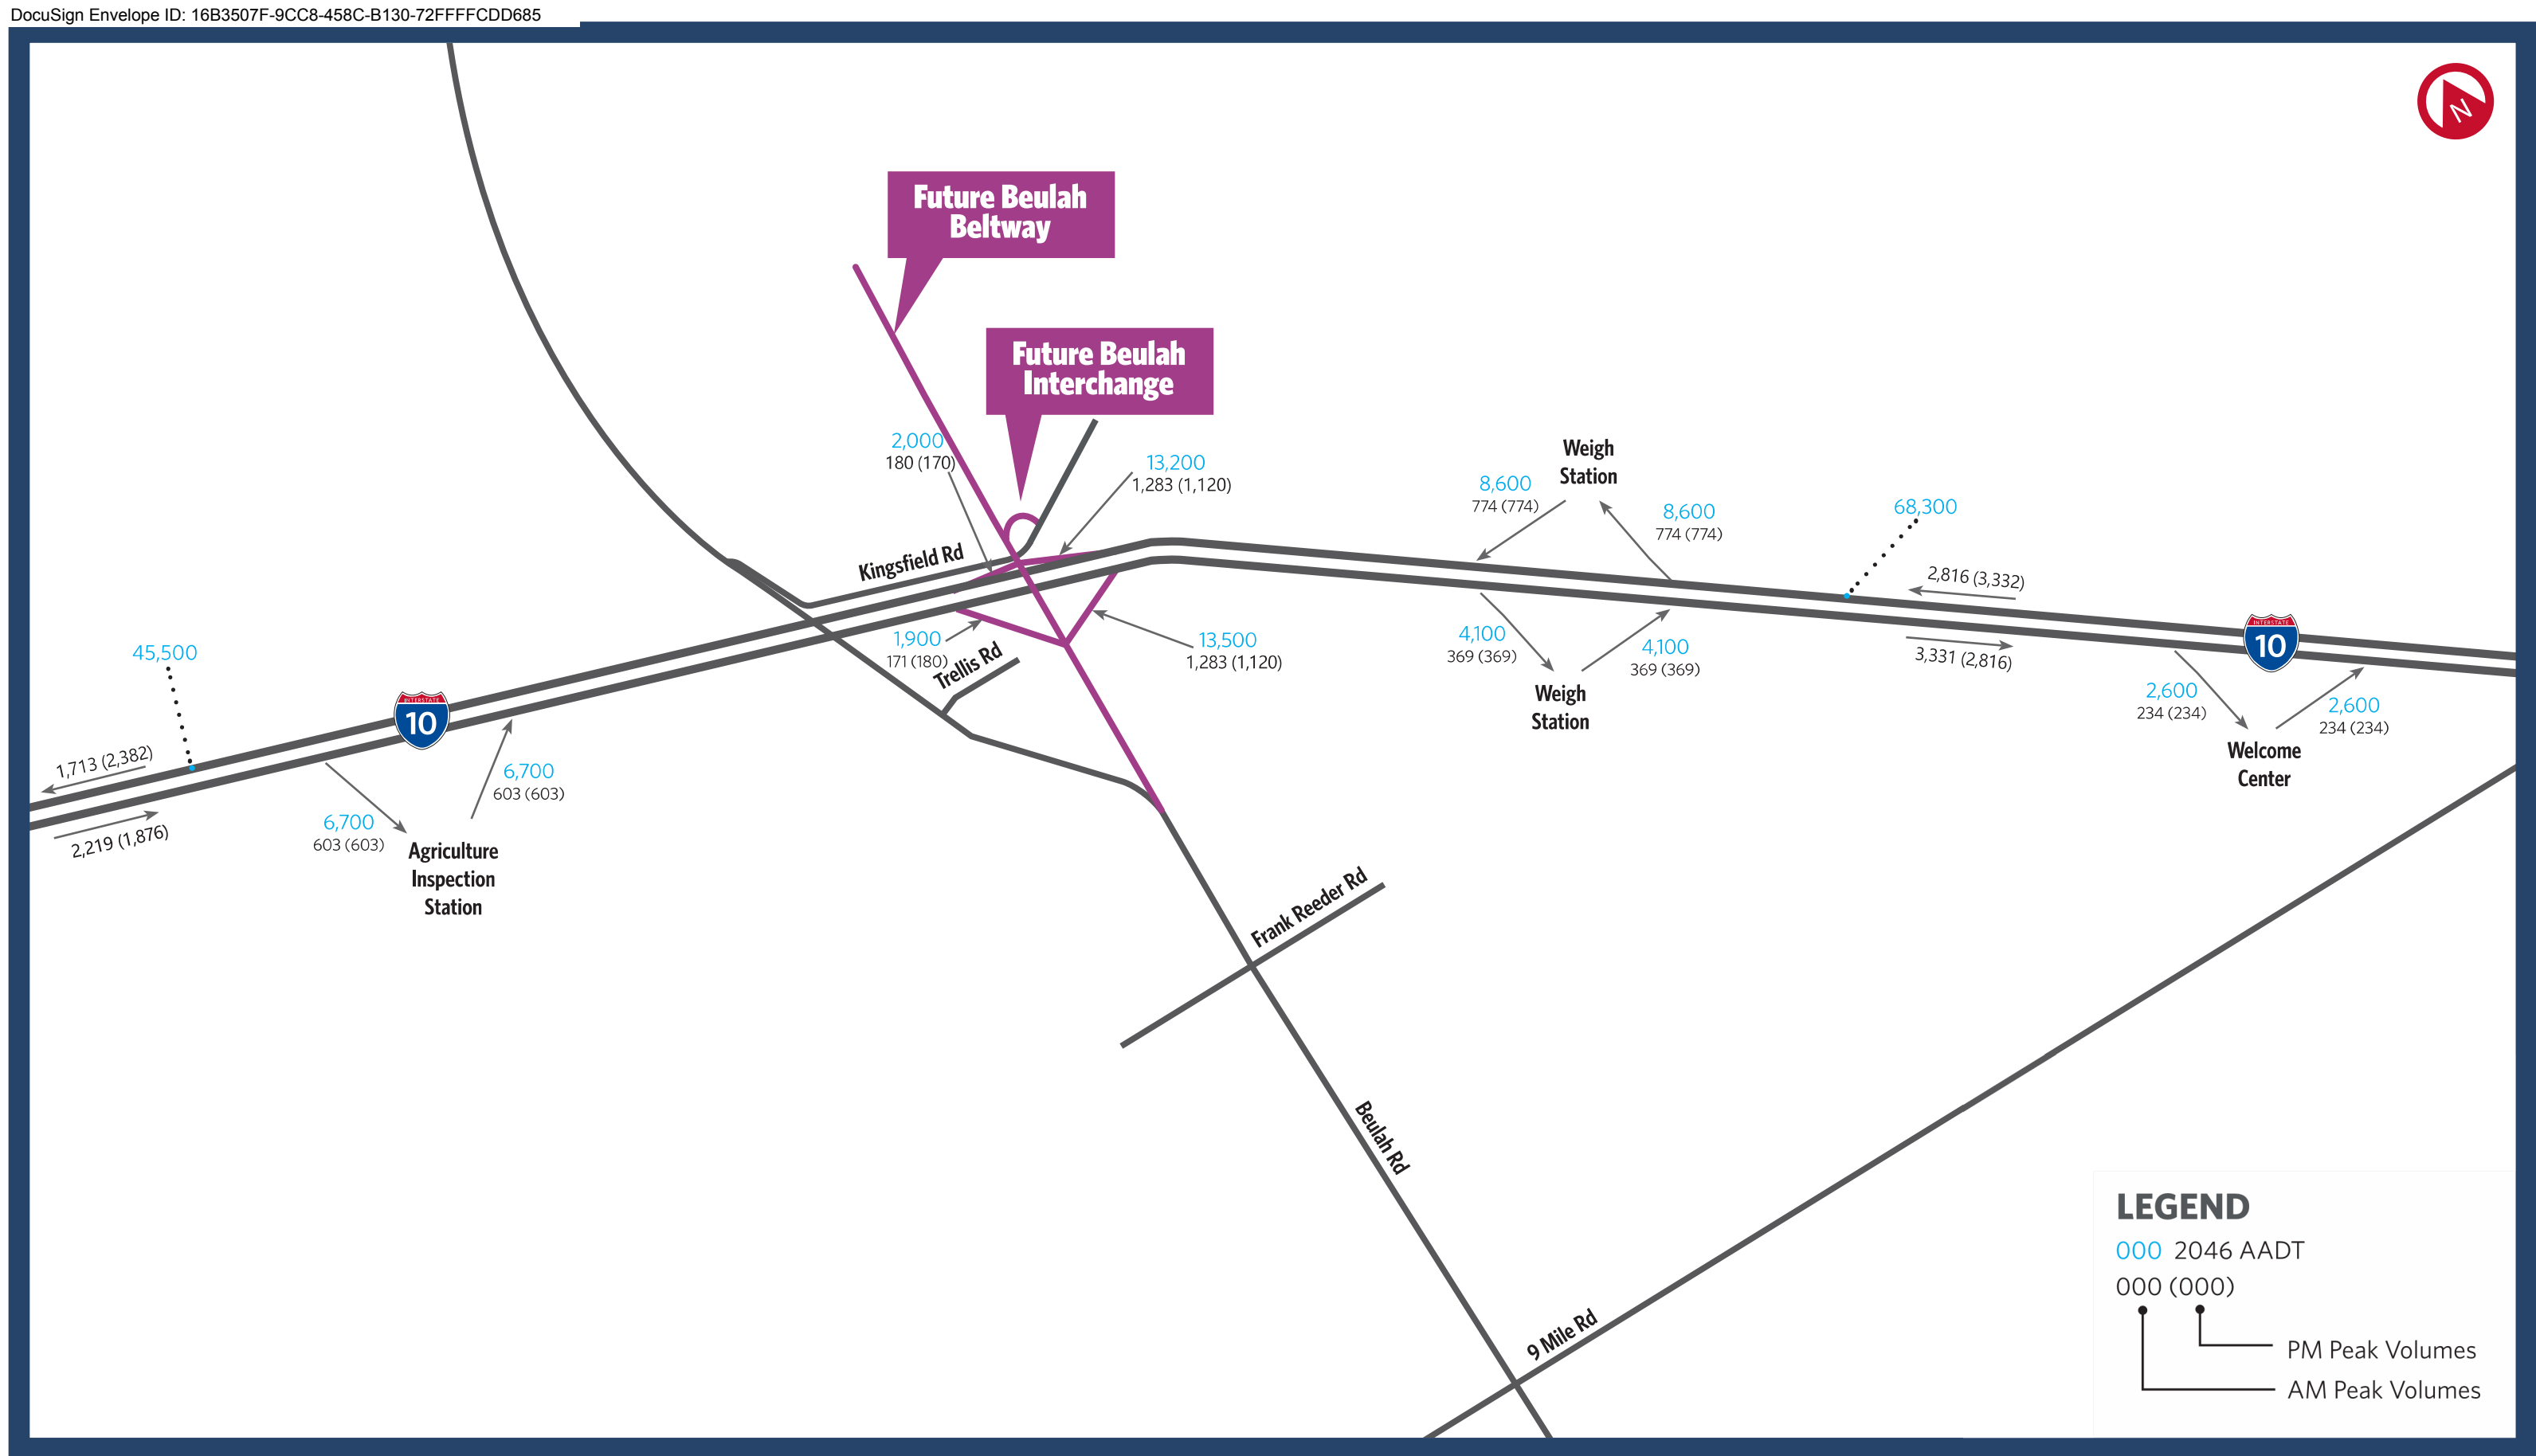 DocuSign Envelope ID: 16B3507F-9CC8-458C-B130-72FFFFCDD685
N
Future Beulah
Beltway
Future Beulah
Interchange
2,000
180 (170)
13,200
1,283 (1,120)
Weigh
Station
8,600
774 (774)
8,600
774 (774)
68,300
2,816 (3,332)
Kingsfield Rd
1,900
171 (180)
Trellis Rd
13,500
1,283 (1,120)
4,100
369 (369)
4,100
369 (369)
Weigh
Station
3,331 (2,816)
INTERSTATE
10
2,600
234 (234)
2,600
234 (234)
Welcome
Center
45,500
INTERSTATE
10
1,713 (2,382)
2,219 (1,876)
6,700
603 (603)
6,700
603 (603)
Agriculture
Inspection
Station
Frank Reeder Rd
Beulah Rd
9 Mile Rd
LEGEND
000 2046 AADT
000 (000)
PM Peak Volumes
AM Peak Volumes